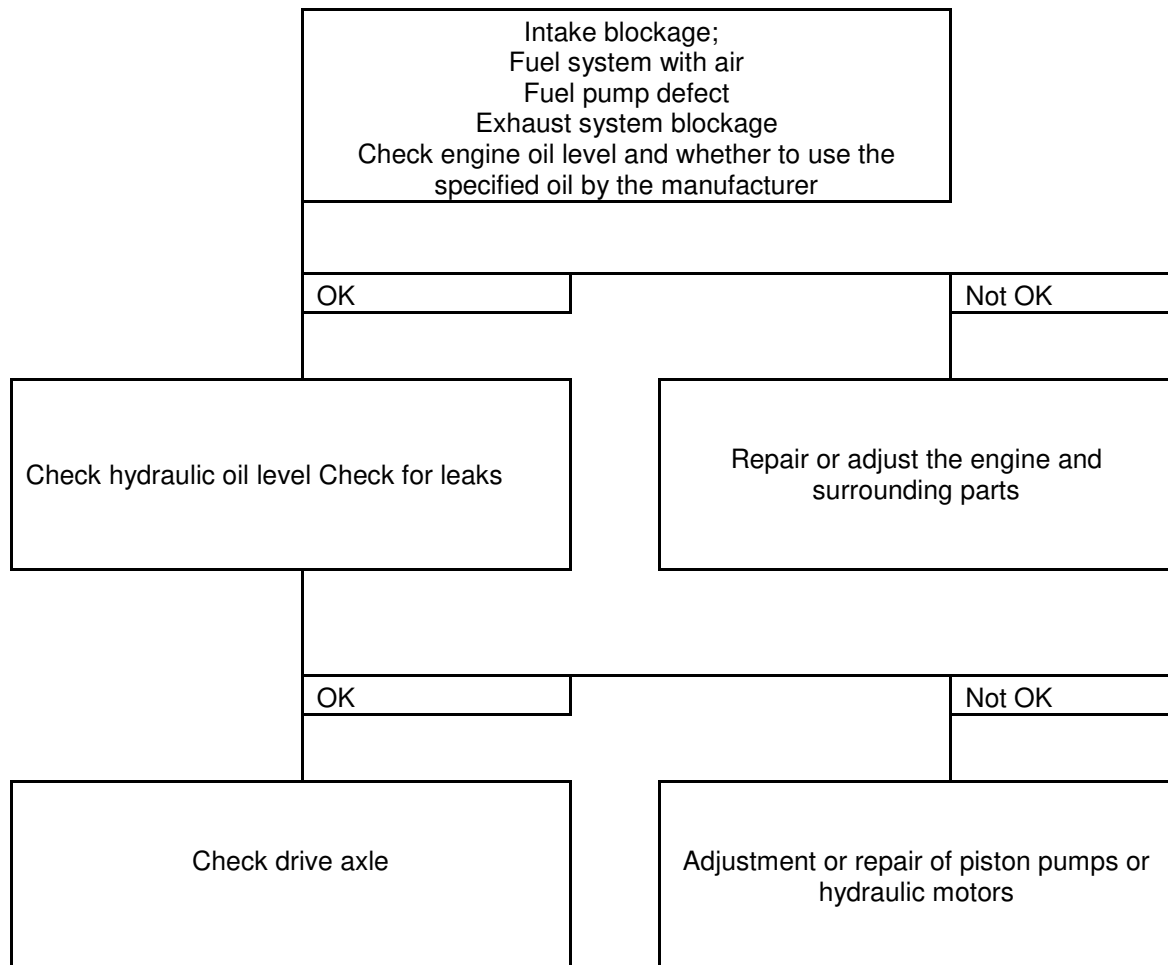 Intake blockage;
Fuel system with air
Fuel pump defect
Exhaust system blockage
Check engine oil level and whether to use the
specified oil by the manufacturer
OK
Not OK
Check hydraulic oil level Check for leaks
Repair or adjust the engine and
surrounding parts
OK
Not OK
Check drive axle
Adjustment or repair of piston pumps or
hydraulic motors